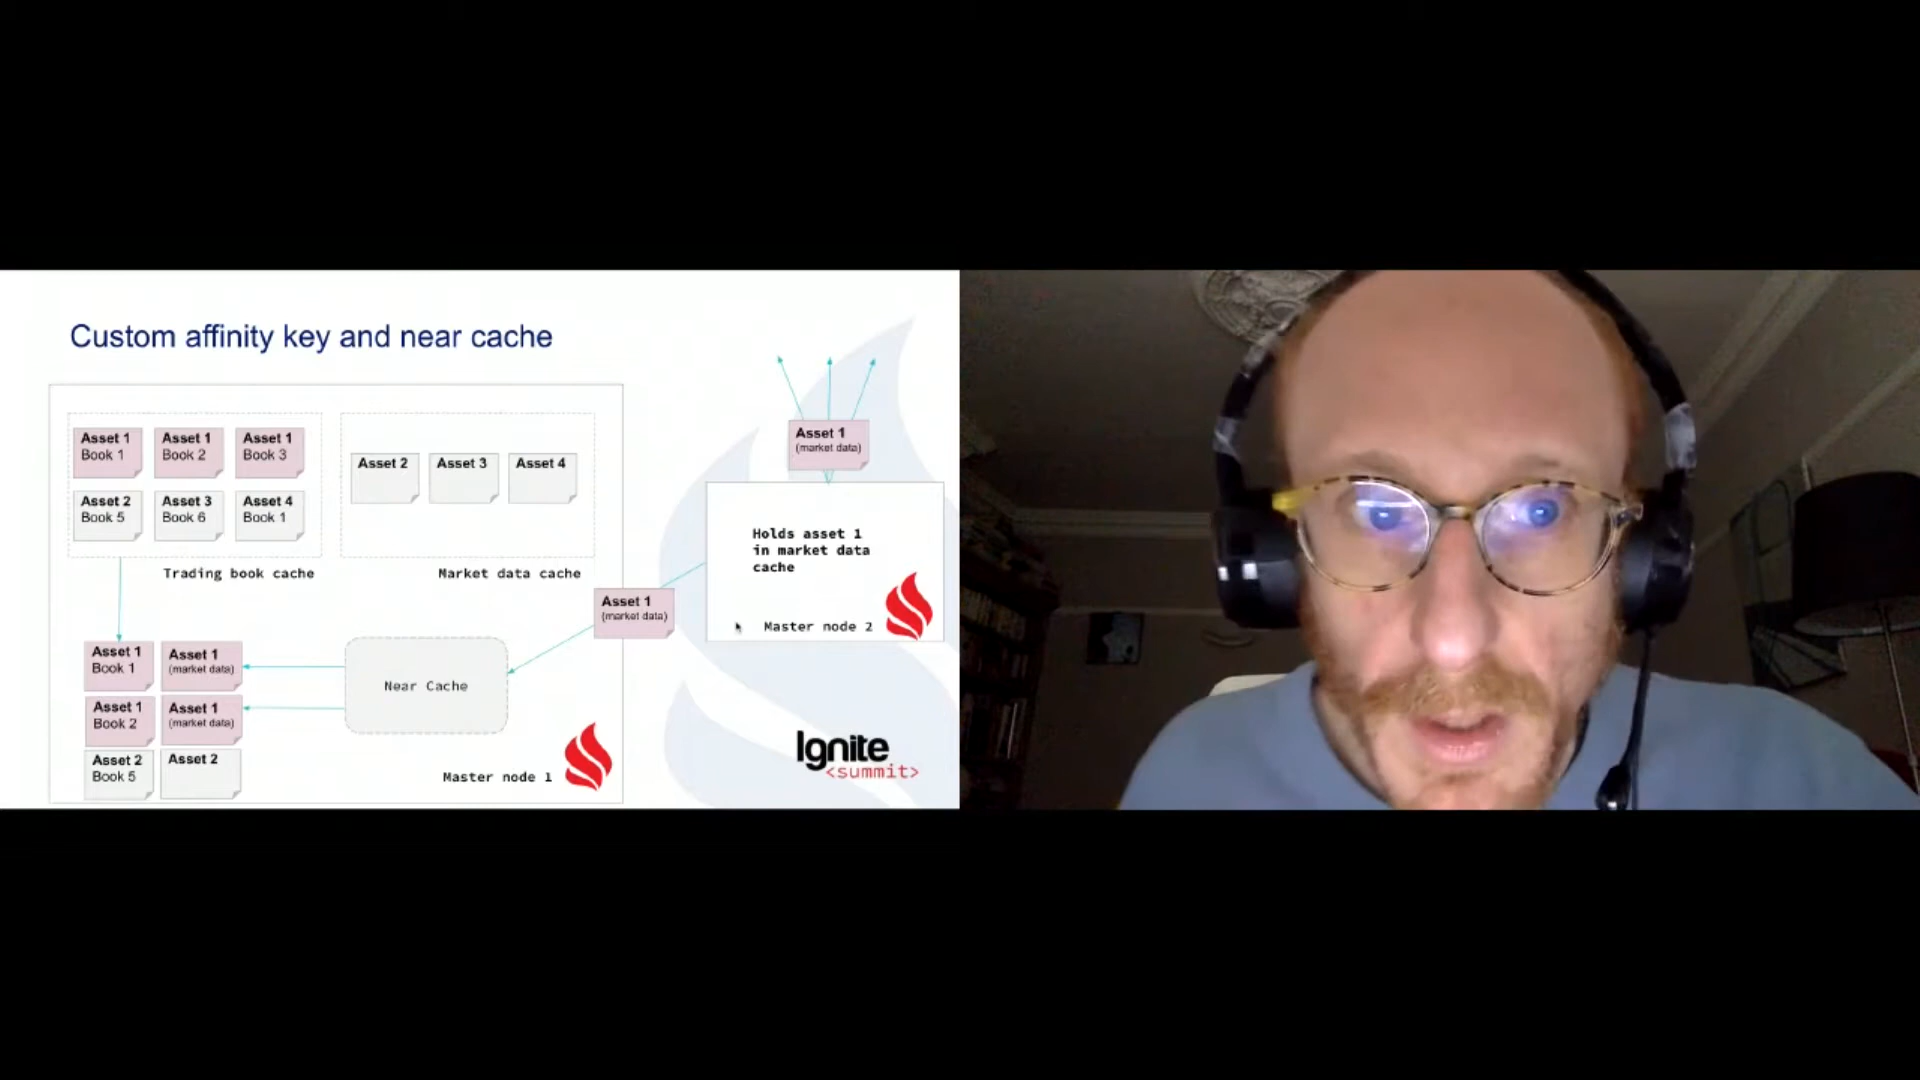 Custom affinity key and near cache
Asset 1
Book 1
Asset 1
Book 2
Asset 1
Book 3
Asset 2
Book 5
Asset 3
Book 6
Asset 4
Book 1
Trading book cache
Asset 2
Asset 3
Asset 4
Market data cache
Asset 1
(market data)
Holds asset 1
in market data
cache
Master node 2
Asset 1
(market data)
Asset 1
Book 1
Asset 1
(market data)
Asset 1
Book 2
Asset 1
(market data)
Asset 2
Book 5
Asset 2
Near Cache
Master node 1
Ignite
<summit>